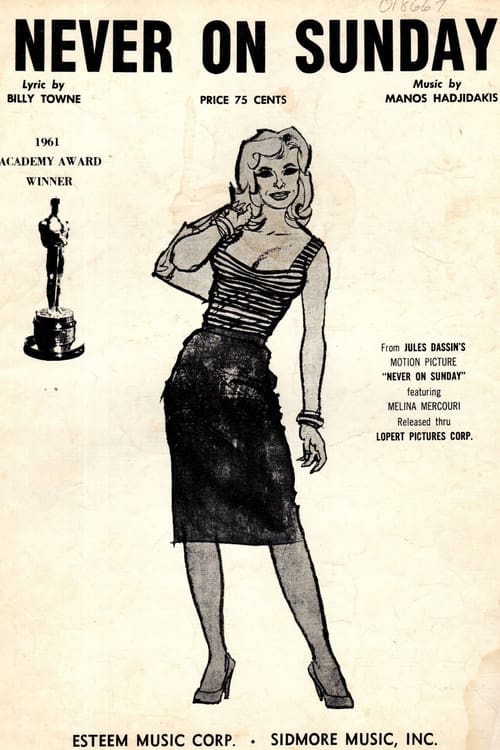 018667
NEVER ON SUNDAY
Lyric by
BILLY TOWNE
PRICE 75 CENTS
Music by
MANOS HADJIDAKIS
1961
ACADEMY AWARD
WINNER
From JULES DASSIN'S
MOTION PICTURE
"NEVER ON SUNDAY"
featuring
MELINA MERCOURI
Released thru
LOPERT PICTURES CORP.
ESTEEM MUSIC CORP. • SIDMORE MUSIC, INC.